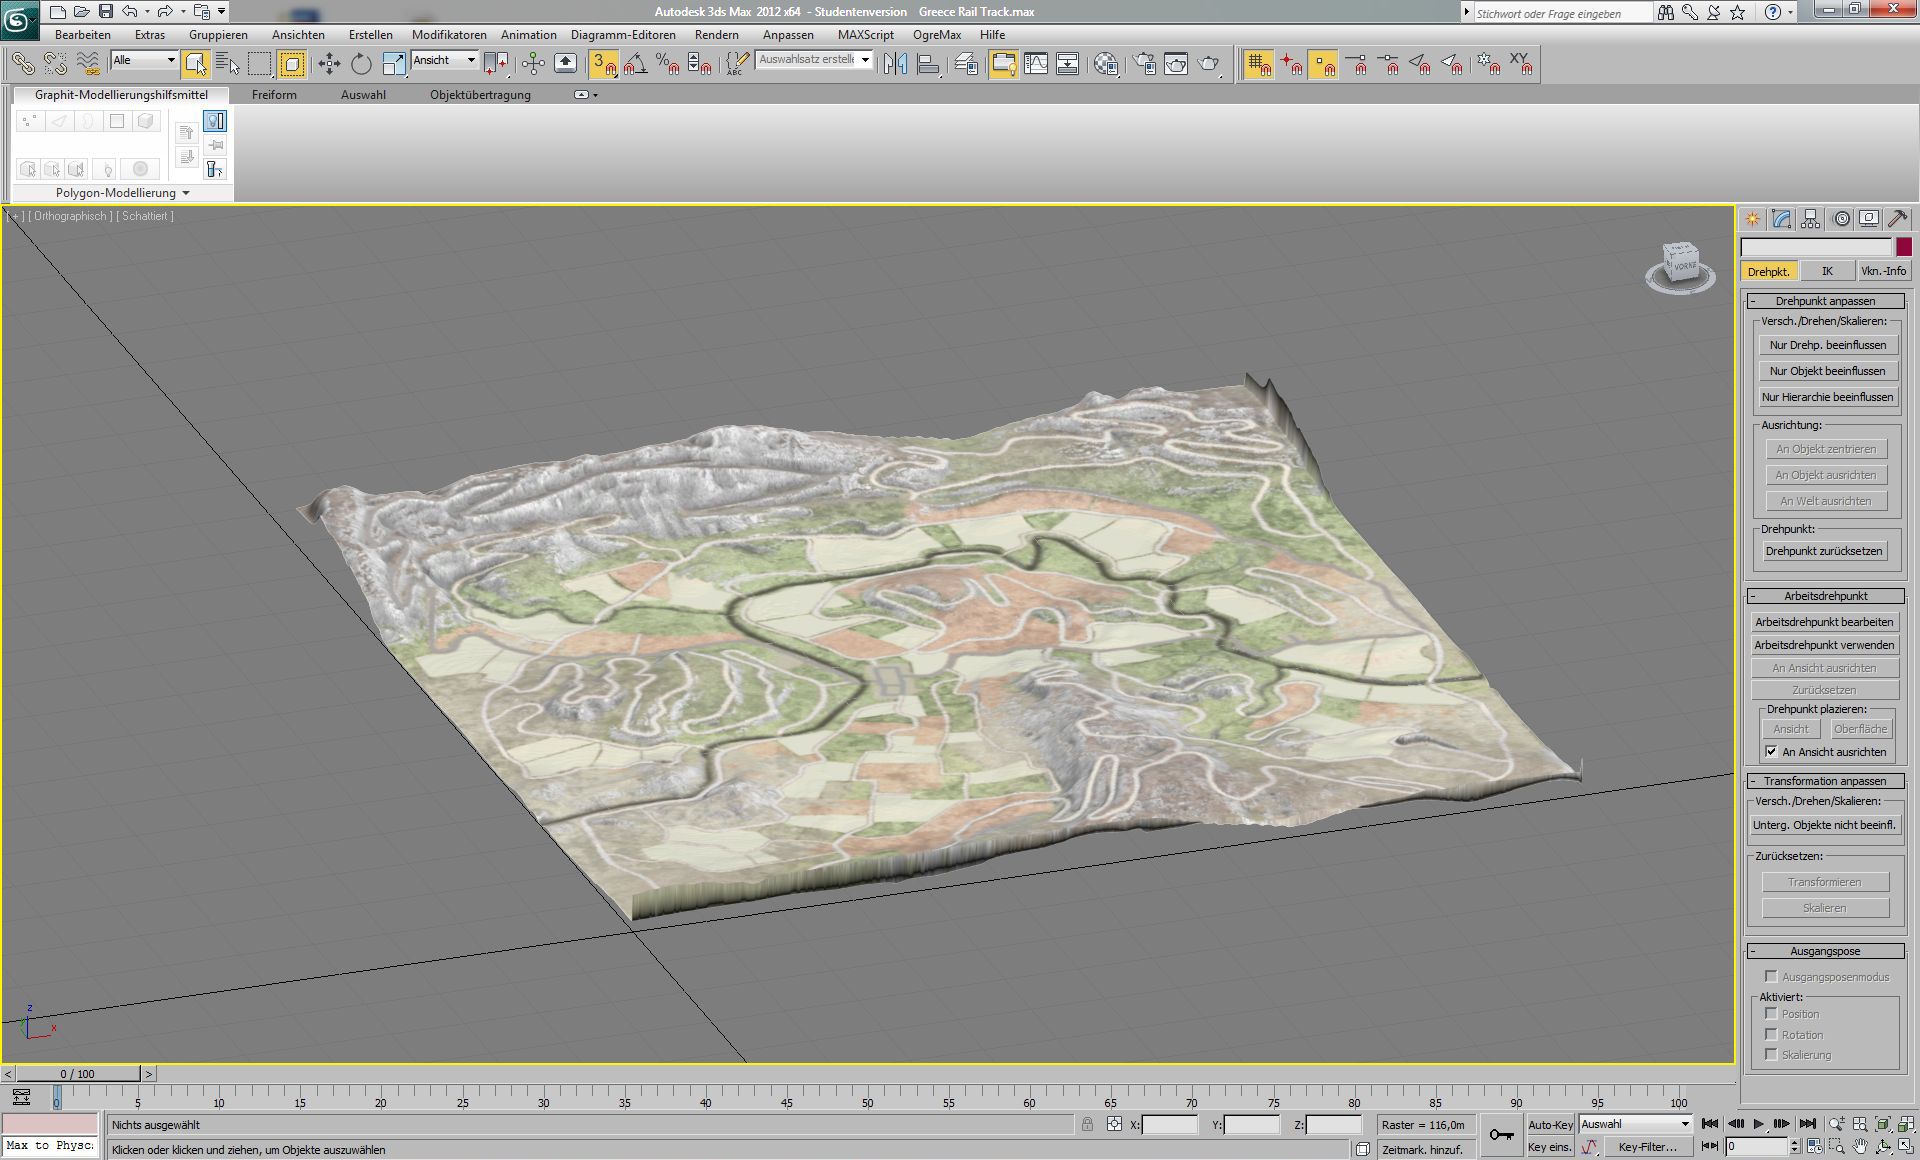 Autodesk 3ds Max 2012 x64 - Studentenversion Greece Rail Track.max
Stichwort oder Frage eingeben
Bearbeiten Extras Gruppieren Ansichten Erstellen Modifikatoren Animation Diagramm-Editoren Rendern Anpassen MAXScript OgreMax Hilfe
Alle
Ansicht
3
ABC
Auswahlsatz erstelle
XY
Graphit-Modellierungshilfsmittel Freiform Auswahl Objektübertragung
Polygon-Modellierung
[ + ] [ Orthographisch ] [ Schattiert ]
VORNE
Drehpkt. IK Vkn.-Info
- Drehpunkt anpassen
Versch./Drehen/Skalieren:
Nur Drehp. beeinflussen
Nur Objekt beeinflussen
Nur Hierarchie beeinflussen
Ausrichtung:
An Objekt zentrieren
An Objekt ausrichten
An Welt ausrichten
Drehpunkt:
Drehpunkt zurücksetzen
- Arbeitsdrehpunkt
Arbeitsdrehpunkt bearbeiten
Arbeitsdrehpunkt verwenden
An Ansicht ausrichten
Zurücksetzen
Drehpunkt plazieren:
Ansicht Oberfläche
An Ansicht ausrichten
- Transformation anpassen
Versch./Drehen/Skalieren:
Unterg. Objekte nicht beeinfl.
Zurücksetzen:
Transformieren
Skalieren
- Ausgangspose
Ausgangsposenmodus
Aktiviert:
Position
Rotation
Skalierung
z
y
x
< 0 / 100 >
0 5 10 15 20 25 30 35 40 45 50 55 60 65 70 75 80 85 90 95 100
Nichts ausgewählt X: Y: Z: Raster = 116,0m Auto-Key Auswahl
Max to Physc: Klicken oder klicken und ziehen, um Objekte auszuwählen Zeitmark. hinzuf. Key eins. Key-Filter... 0